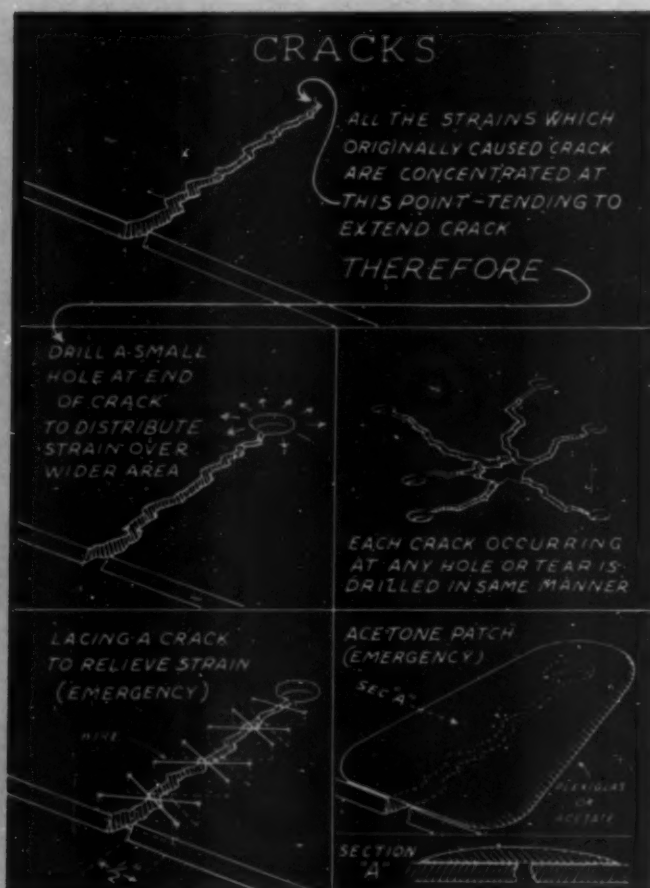 CRACKS
ALL THE STRAINS WHICH
ORIGINALLY CAUSED CRACK
ARE CONCENTRATED AT
THIS POINT-TENDING TO
EXTEND CRACK
THEREFORE
DRILL A SMALL
HOLE AT END
OF CRACK
TO DISTRIBUTE
STRAIN OVER
WIDER AREA
EACH CRACK OCCURRING
AT ANY HOLE OR TEAR IS
DRILLED IN SAME MANNER
LACING A CRACK
TO RELIEVE STRAIN
(EMERGENCY)
WIRE
ACETONE PATCH
(EMERGENCY)
SEC "A"
PLEXIGLAS
OR
ACETATE
SECTION
"A"